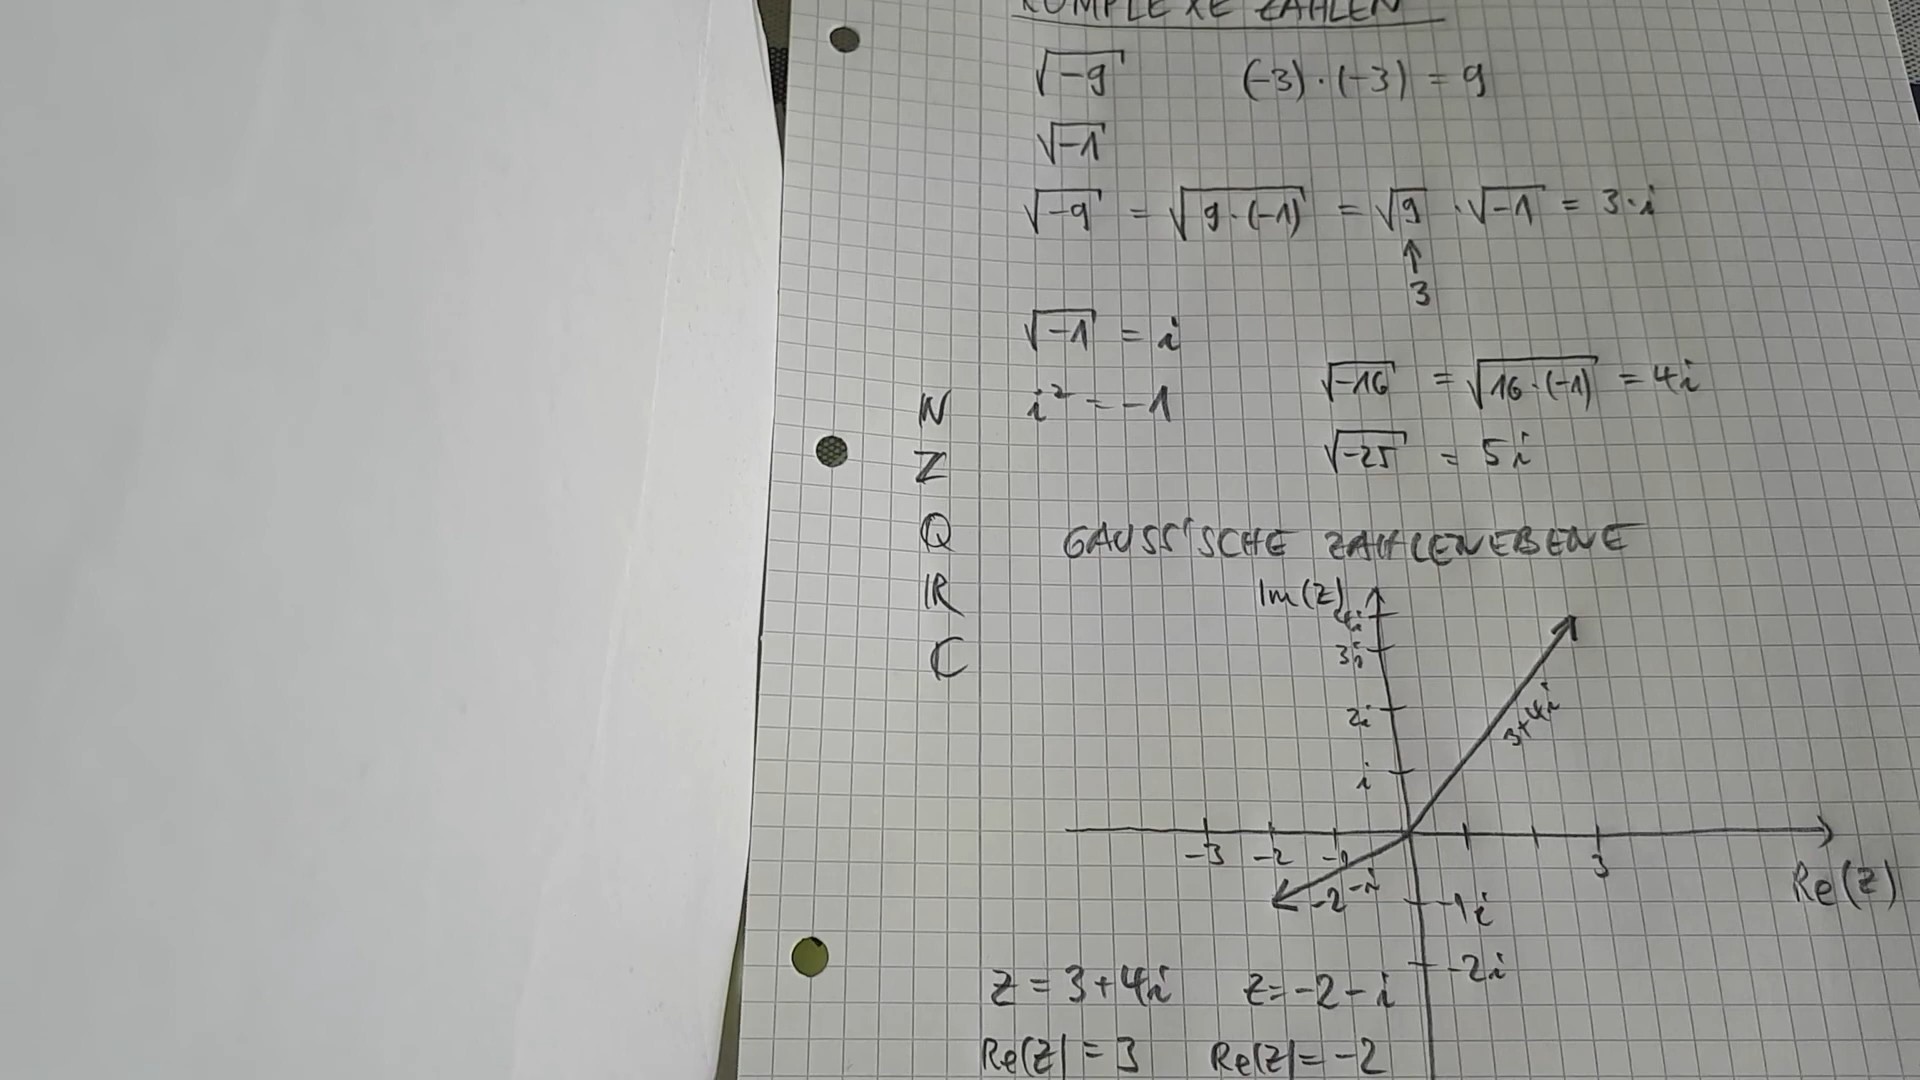 KOMPLEXE ZAHLEN
√-9 (-3)·(-3) = 9
√-1
√-9 = √9·(-1) = √9 · √-1 = 3·i
↑
3
√-1 = i
i² = -1
√-16 = √16·(-1) = 4i
√-25 = 5i
N
Z
Q
R
C
GAUSS'SCHE ZAHLENEBENE
Im(z)
4i
3i
2i
i
3+4i
-3 -2 -1 3
Re(z)
-2-i
-1i
-2i
z = 3+4i z=-2-i
Re(z) = 3 Re(z) = -2